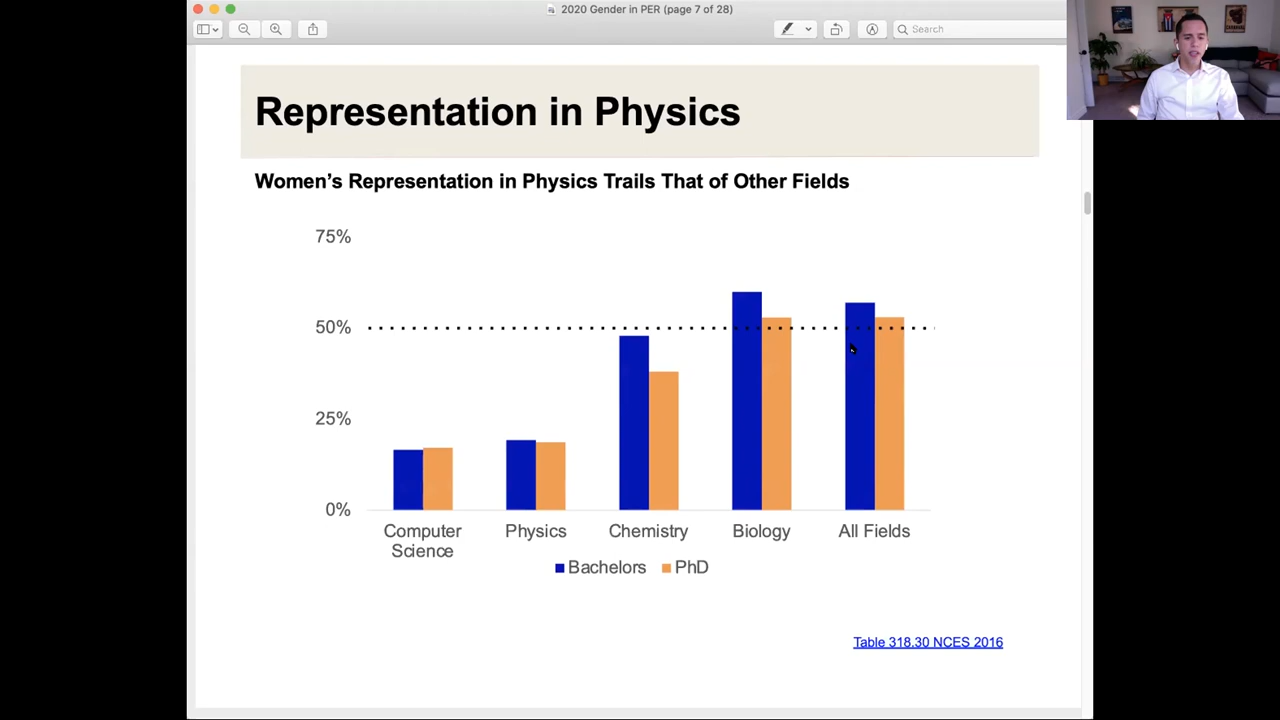 2020 Gender in PER (page 7 of 28)
Search
Representation in Physics
Women’s Representation in Physics Trails That of Other Fields
75%
50%
25%
0%
Computer Science
Physics
Chemistry
Biology
All Fields
Bachelors
PhD
Table 318.30 NCES 2016